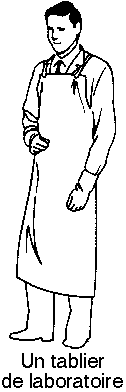 Un tablier
de laboratoire